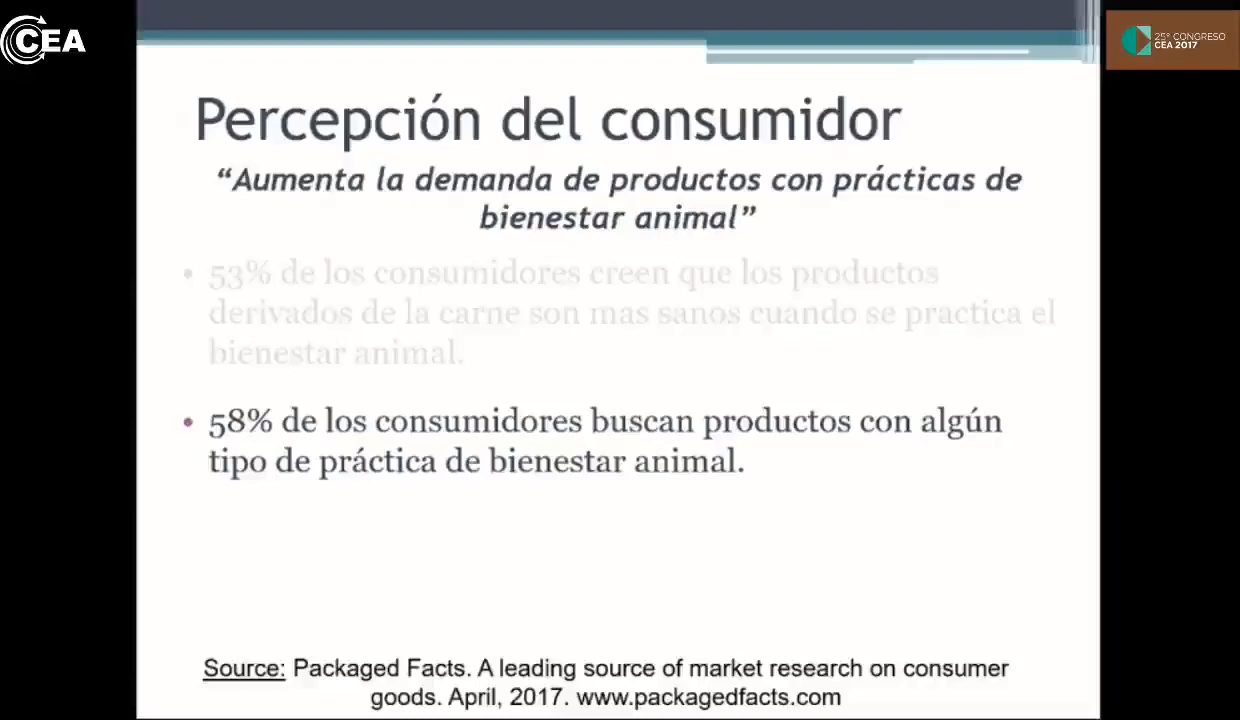 CEA
25º CONGRESO
CEA 2017
Percepción del consumidor
“Aumenta la demanda de productos con prácticas de
bienestar animal”
• 53% de los consumidores creen que los productos
derivados de la carne son mas sanos cuando se practica el
bienestar animal.
• 58% de los consumidores buscan productos con algún
tipo de práctica de bienestar animal.
Source: Packaged Facts. A leading source of market research on consumer
goods. April, 2017. www.packagedfacts.com